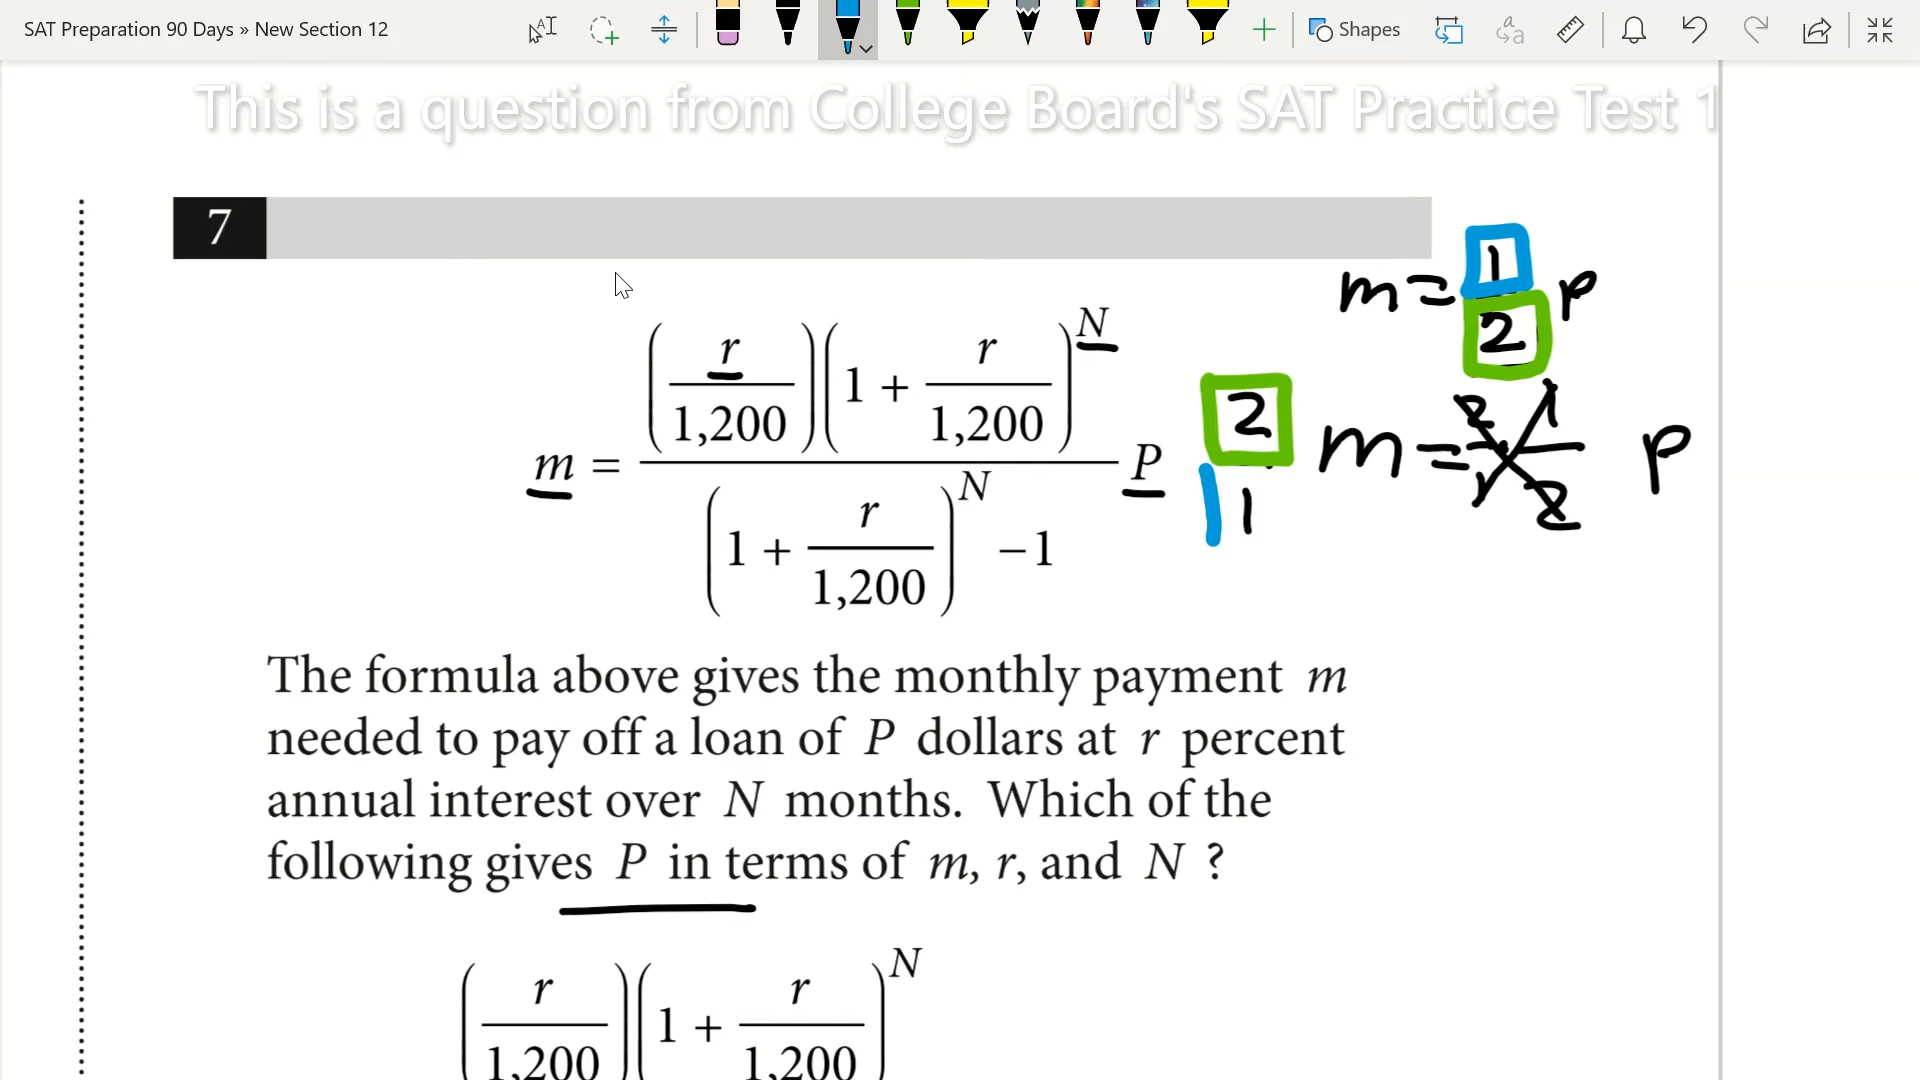 SAT Preparation 90 Days » New Section 12
Shapes
This is a question from College Board's SAT Practice Test 1
7
m = (r/1,200)(1 + r/1,200)^N / ((1 + r/1,200)^N −1) P
m = 1/2 P
2/1 m = 2/1 1/2 P
The formula above gives the monthly payment m
needed to pay off a loan of P dollars at r percent
annual interest over N months. Which of the
following gives P in terms of m, r, and N ?
(r/1,200)(1 + r/1,200)^N